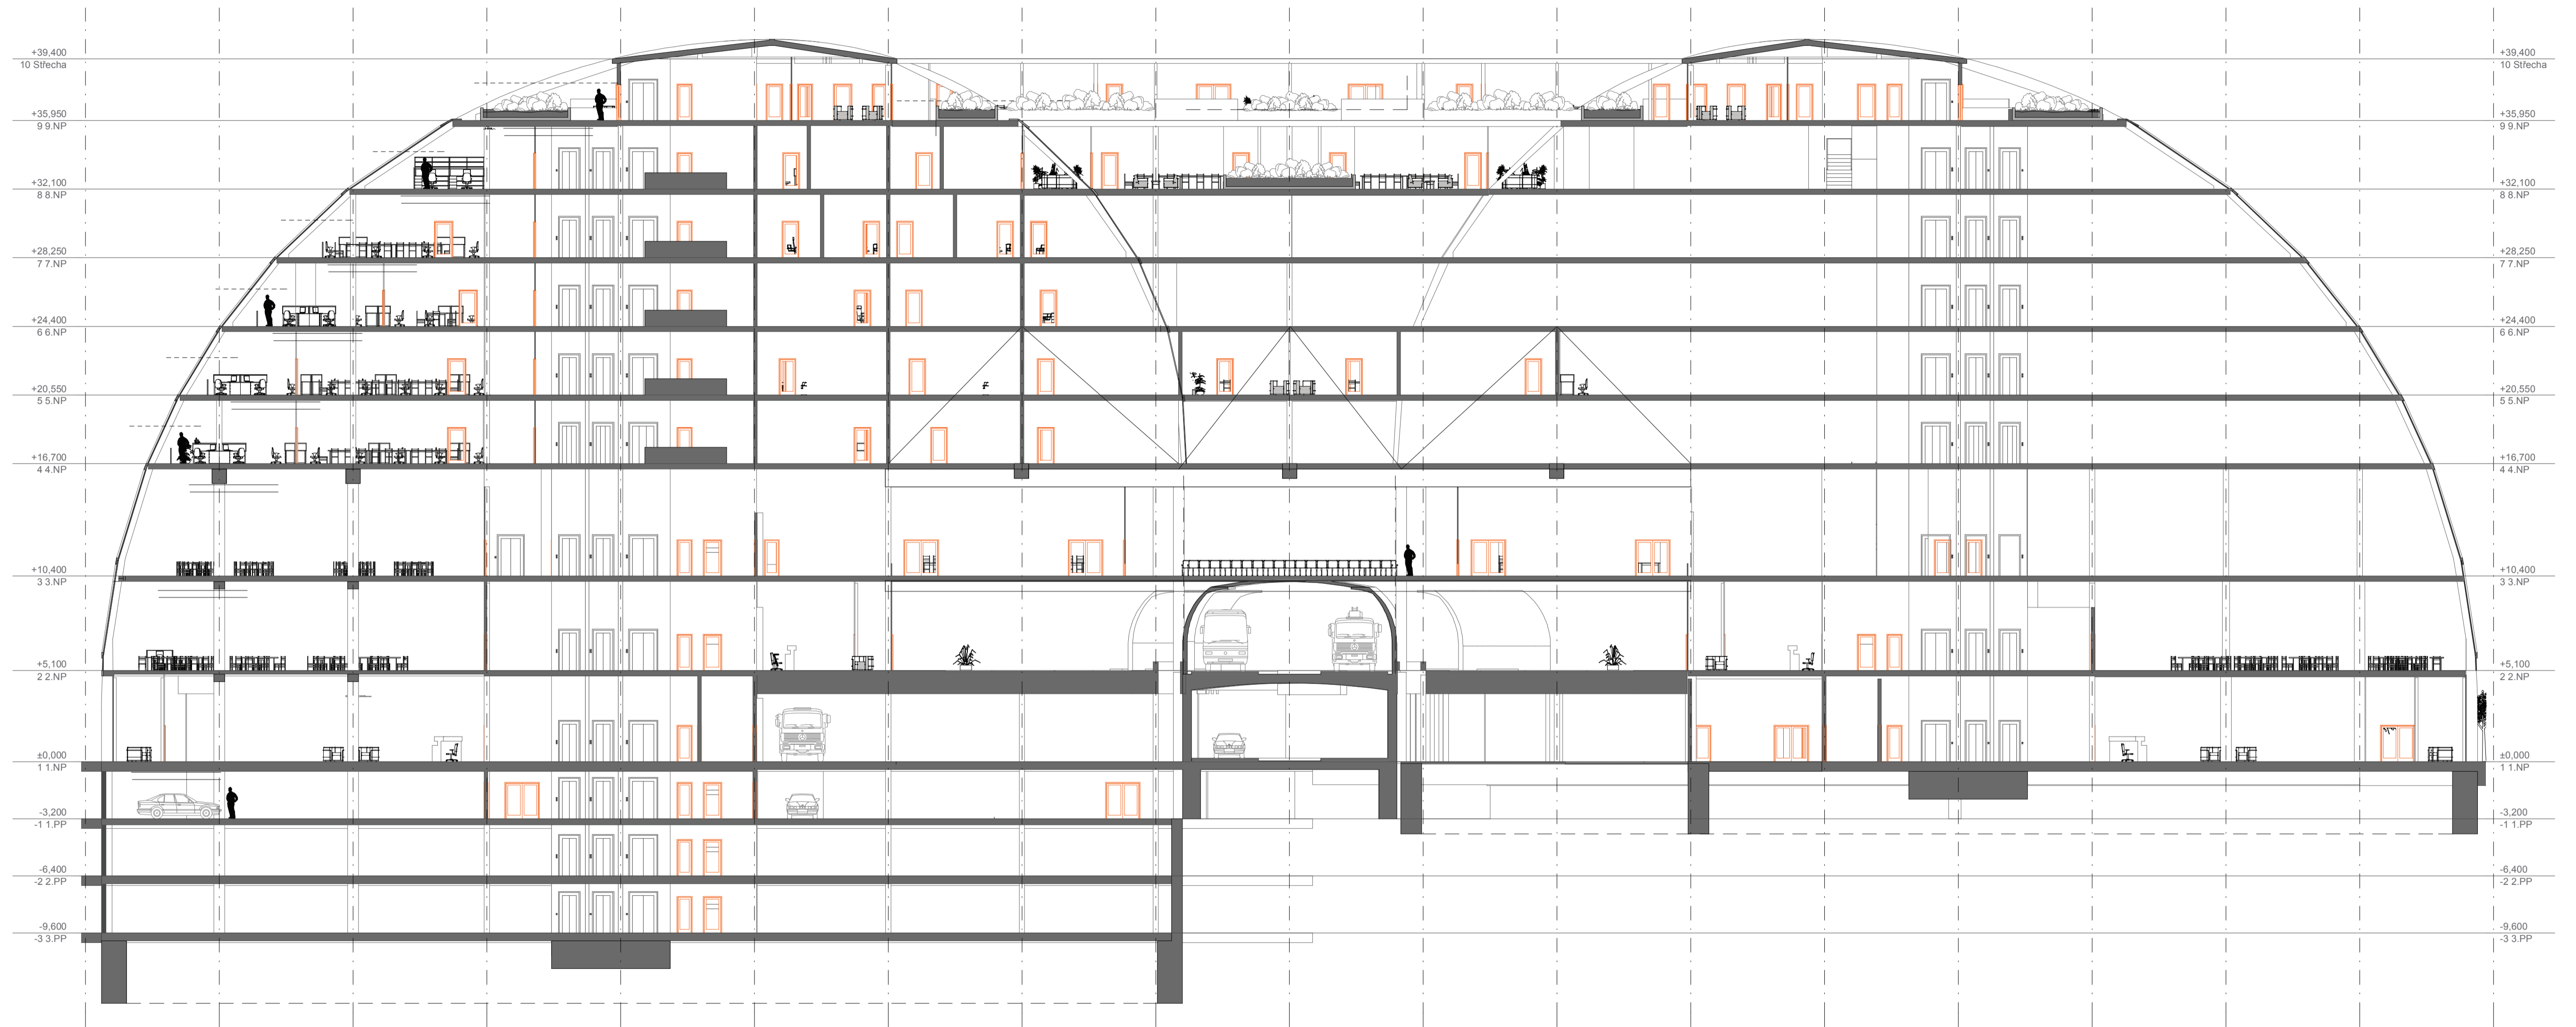 +39,400
10 Střecha
+35,950
9 9.NP
+32,100
8 8.NP
+28,250
7 7.NP
+24,400
6 6.NP
+20,550
5 5.NP
+16,700
4 4.NP
+10,400
3 3.NP
+5,100
2 2.NP
±0,000
1 1.NP
-3,200
-1 1.PP
-6,400
-2 2.PP
-9,600
-3 3.PP
+39,400
10 Střecha
+35,950
9 9.NP
+32,100
8 8.NP
+28,250
7 7.NP
+24,400
6 6.NP
+20,550
5 5.NP
+16,700
4 4.NP
+10,400
3 3.NP
+5,100
2 2.NP
±0,000
1 1.NP
-3,200
-1 1.PP
-6,400
-2 2.PP
-9,600
-3 3.PP